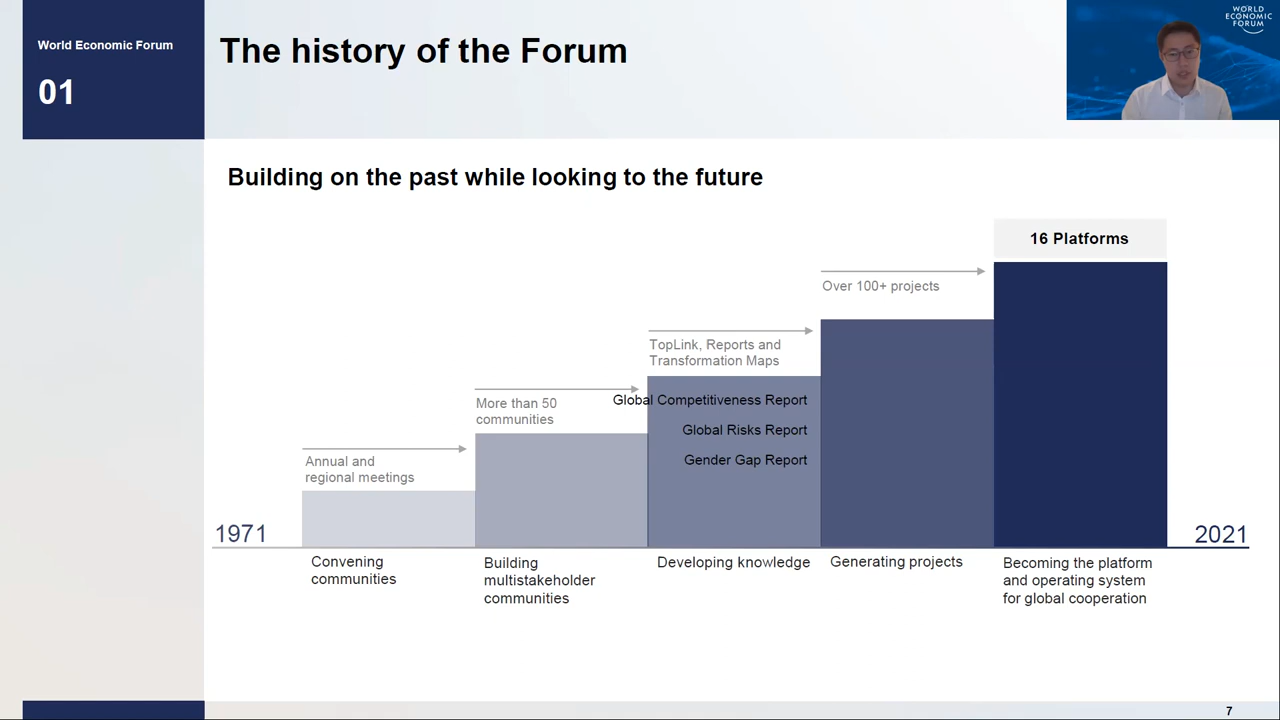 World Economic Forum
01
The history of the Forum
WORLD
ECONOMIC
FORUM
Building on the past while looking to the future
16 Platforms
Over 100+ projects
TopLink, Reports and
Transformation Maps
More than 50
communities
Global Competitiveness Report
Global Risks Report
Gender Gap Report
Annual and
regional meetings
1971
2021
Convening
communities
Building
multistakeholder
communities
Developing knowledge
Generating projects
Becoming the platform
and operating system
for global cooperation
7